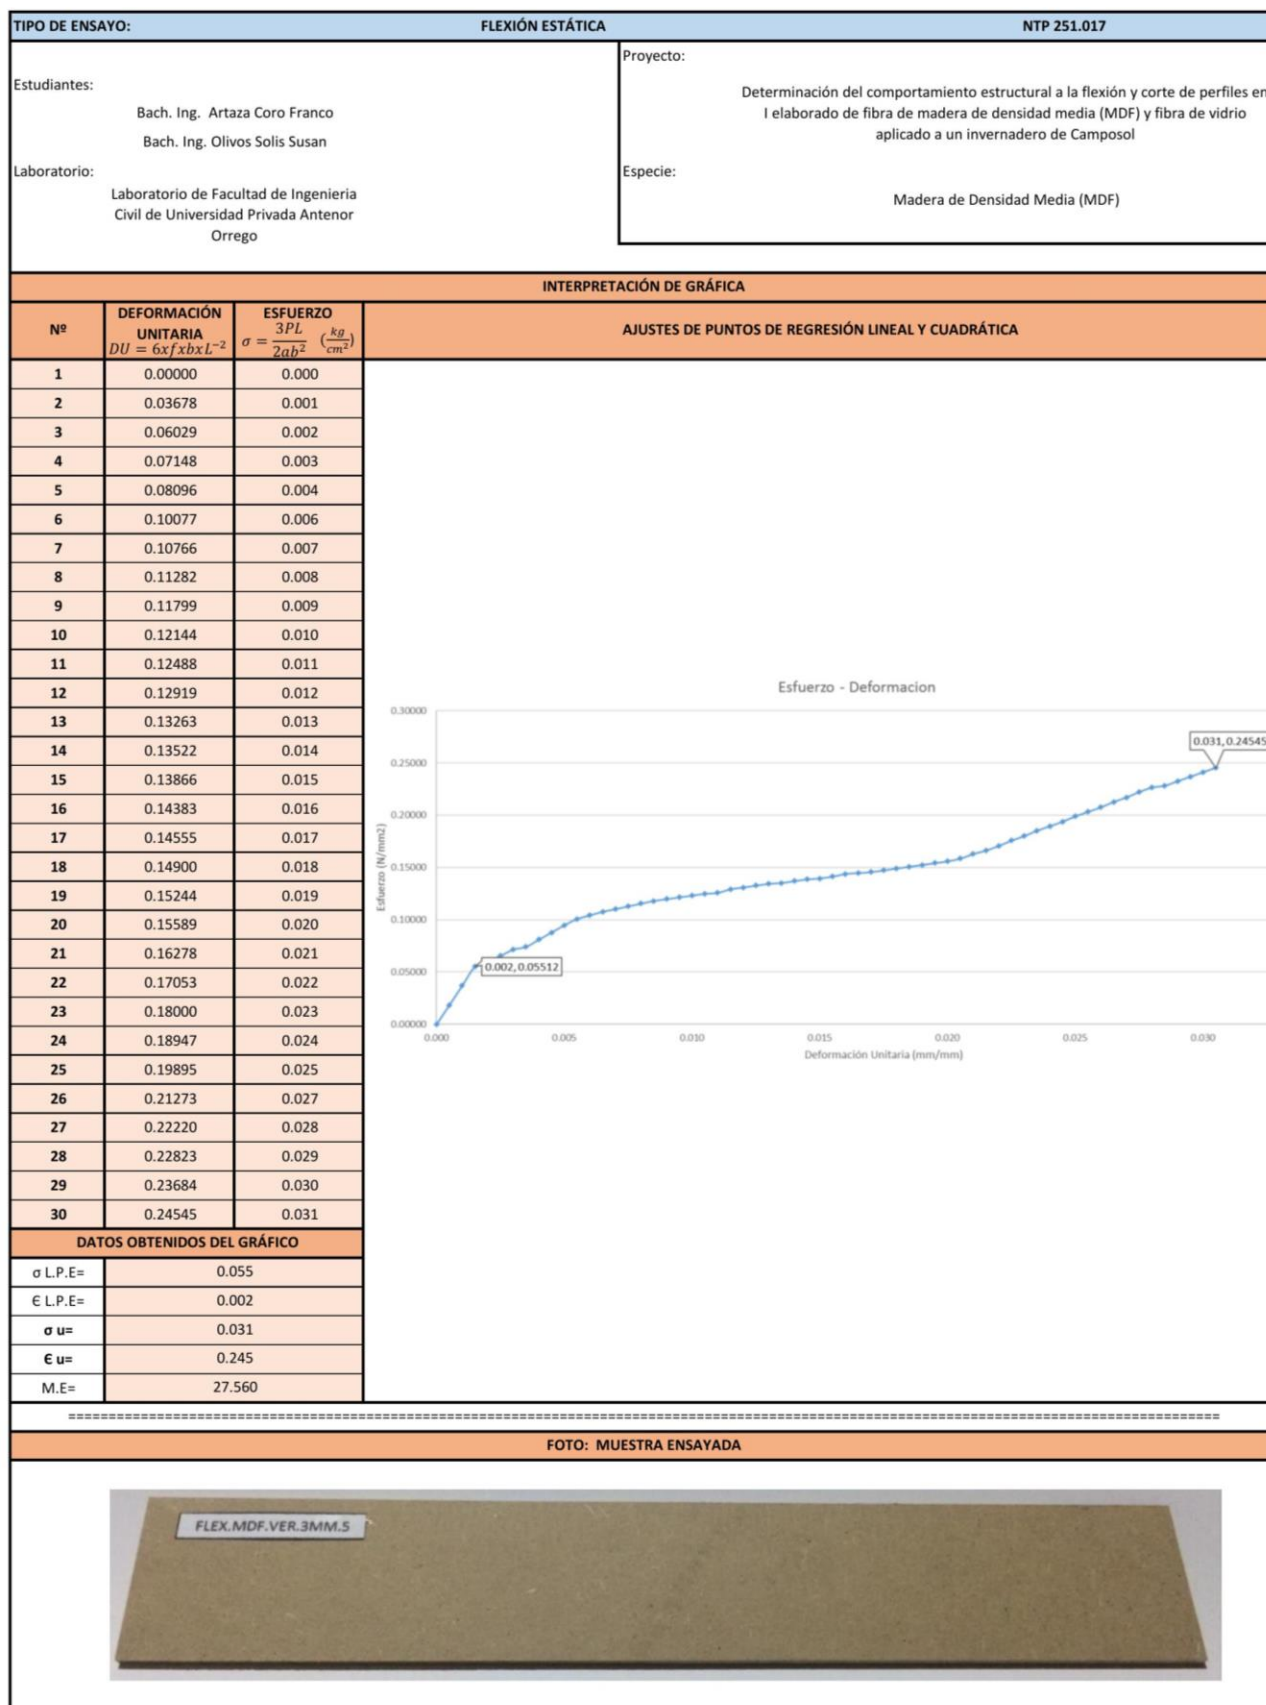 TIPO DE ENSAYO: FLEXIÓN ESTÁTICA NTP 251.017
Estudiantes:
Bach. Ing. Artaza Coro Franco
Bach. Ing. Olivos Solis Susan
Laboratorio:
Laboratorio de Facultad de Ingenieria
Civil de Universidad Privada Antenor
Orrego
Proyecto:
Determinación del comportamiento estructural a la flexión y corte de perfiles en
I elaborado de fibra de madera de densidad media (MDF) y fibra de vidrio
aplicado a un invernadero de Camposol
Especie:
Madera de Densidad Media (MDF)
INTERPRETACIÓN DE GRÁFICA
Nº DEFORMACIÓN UNITARIA DU = 6xfxbxL⁻² ESFUERZO σ = 3PL/2ab² (kg/cm²) AJUSTES DE PUNTOS DE REGRESIÓN LINEAL Y CUADRÁTICA
1 0.00000 0.000
2 0.03678 0.001
3 0.06029 0.002
4 0.07148 0.003
5 0.08096 0.004
6 0.10077 0.006
7 0.10766 0.007
8 0.11282 0.008
9 0.11799 0.009
10 0.12144 0.010
11 0.12488 0.011
12 0.12919 0.012
13 0.13263 0.013
14 0.13522 0.014
15 0.13866 0.015
16 0.14383 0.016
17 0.14555 0.017
18 0.14900 0.018
19 0.15244 0.019
20 0.15589 0.020
21 0.16278 0.021
22 0.17053 0.022
23 0.18000 0.023
24 0.18947 0.024
25 0.19895 0.025
26 0.21273 0.027
27 0.22220 0.028
28 0.22823 0.029
29 0.23684 0.030
30 0.24545 0.031
Esfuerzo - Deformacion
Esfuerzo (N/mm2)
0.30000
0.25000
0.20000
0.15000
0.10000
0.05000
0.00000
0.031, 0.24545
0.002, 0.05512
0.000 0.005 0.010 0.015 0.020 0.025 0.030
Deformación Unitaria (mm/mm)
DATOS OBTENIDOS DEL GRÁFICO
σ L.P.E= 0.055
Є L.P.E= 0.002
σ u= 0.031
Є u= 0.245
M.E= 27.560
FOTO: MUESTRA ENSAYADA
FLEX.MDF.VER.3MM.5